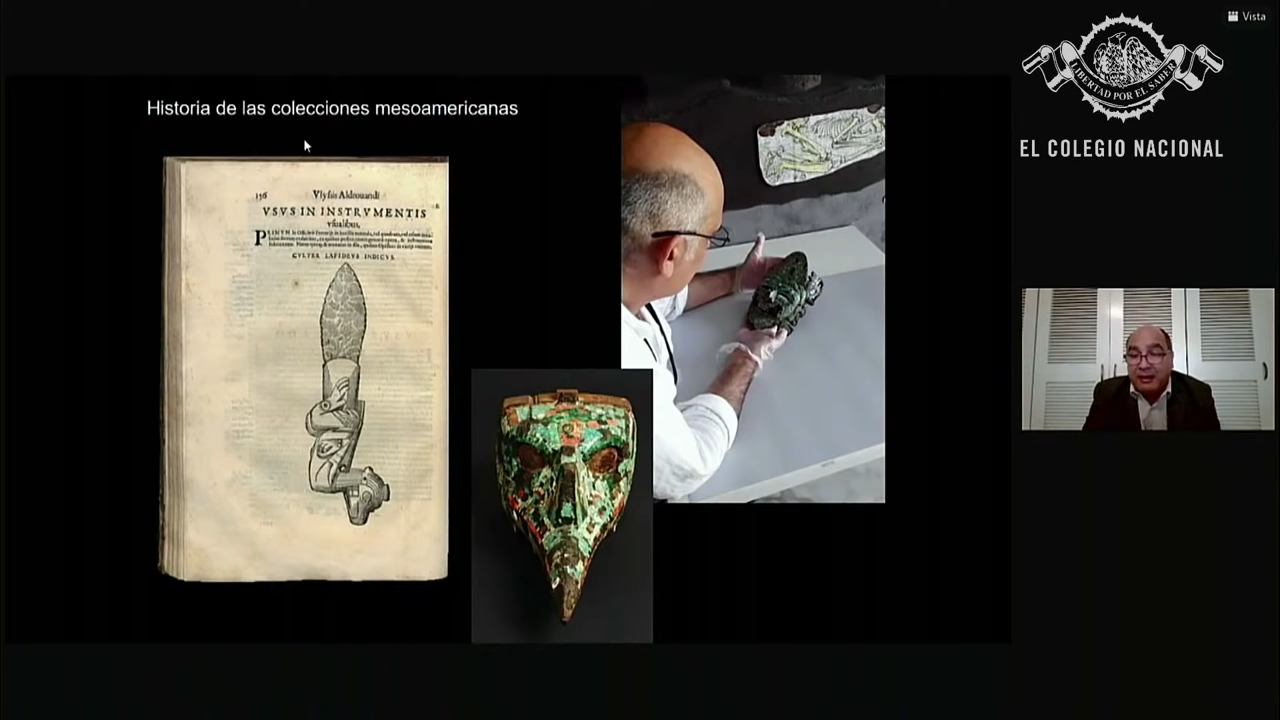 Vista
LIBERTAD POR EL SABER
EL COLEGIO NACIONAL
Historia de las colecciones mesoamericanas
Vlyssis Aldrouandi
VSVS IN INSTRVMENTIS
vsualibus.
CVLTER LAPIDEVS INDICVS.